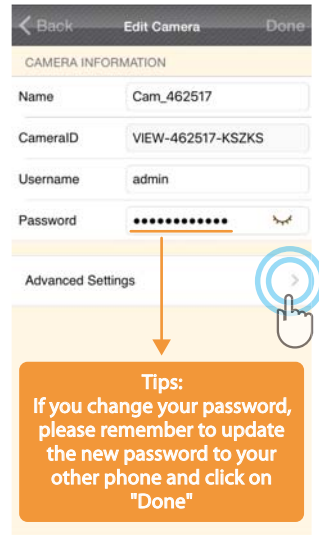 Back Edit Camera Done
CAMERA INFORMATION
Name Cam_462517
CameraID VIEW-462517-KSZKS
Username admin
Password ••••••••••••
Advanced Settings
Tips:
If you change your password,
please remember to update
the new password to your
other phone and click on
"Done"